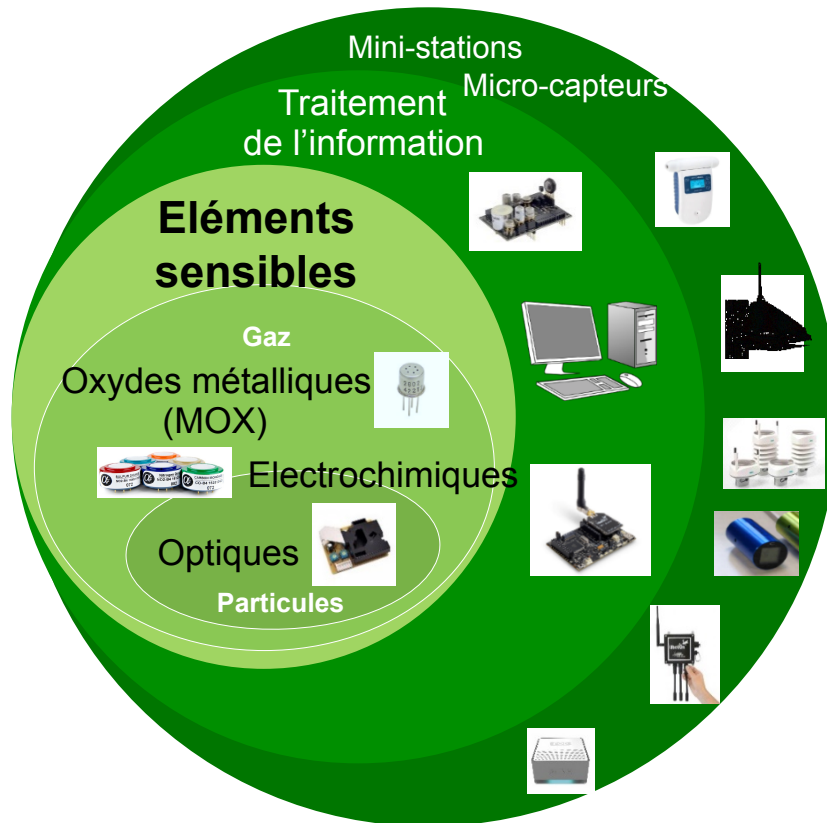 Mini-stations
Micro-capteurs
Traitement
de l’information
Eléments
sensibles
Gaz
Oxydes métalliques
(MOX)
Electrochimiques
Optiques
Particules